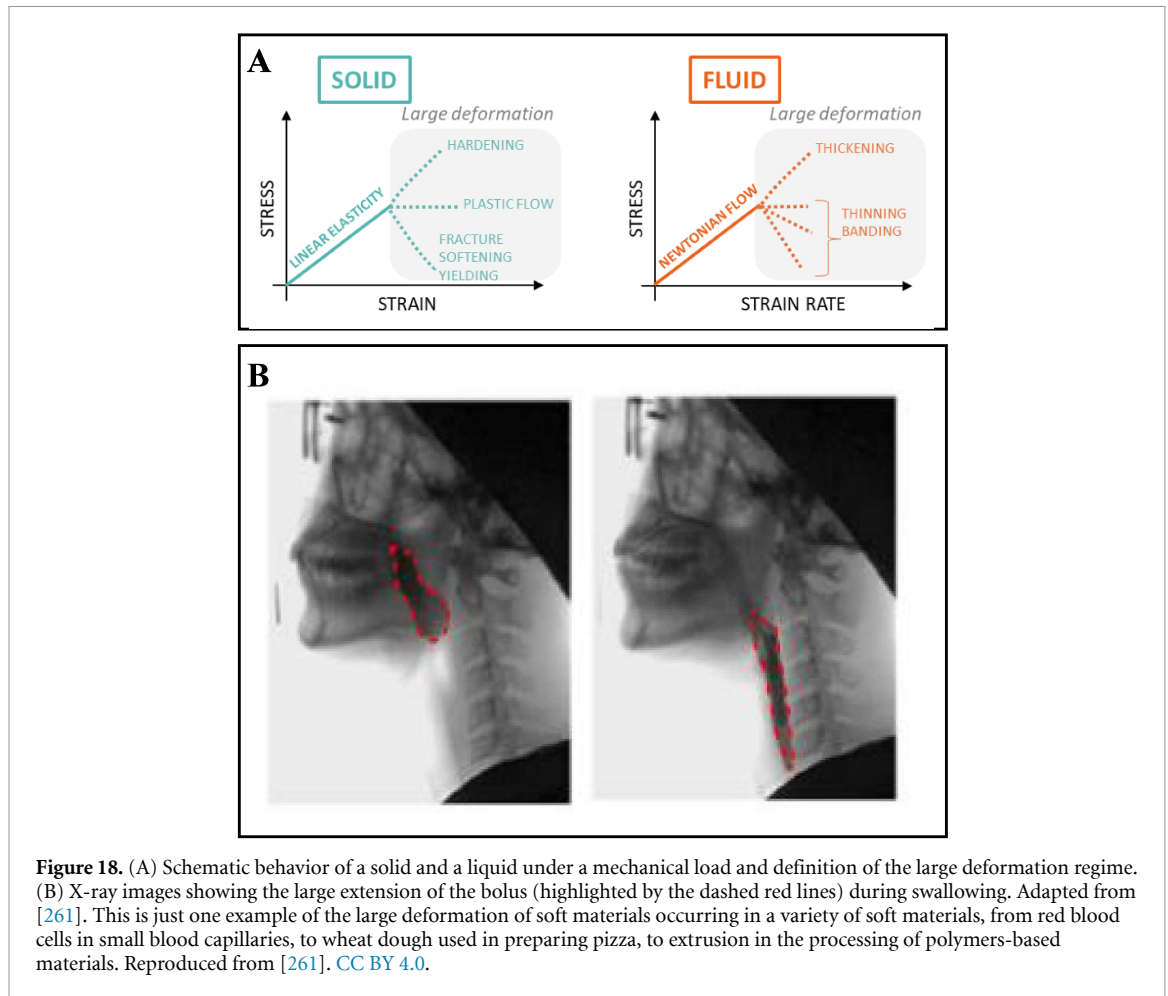 A
SOLID
Large deformation
HARDENING
LINEAR ELASTICITY
PLASTIC FLOW
FRACTURE
SOFTENING
YIELDING
STRESS
STRAIN
FLUID
Large deformation
THICKENING
NEWTONIAN FLOW
THINNING
BANDING
STRESS
STRAIN RATE
B
Figure 18. (A) Schematic behavior of a solid and a liquid under a mechanical load and definition of the large deformation regime.
(B) X-ray images showing the large extension of the bolus (highlighted by the dashed red lines) during swallowing. Adapted from
[261]. This is just one example of the large deformation of soft materials occurring in a variety of soft materials, from red blood
cells in small blood capillaries, to wheat dough used in preparing pizza, to extrusion in the processing of polymers-based
materials. Reproduced from [261]. CC BY 4.0.